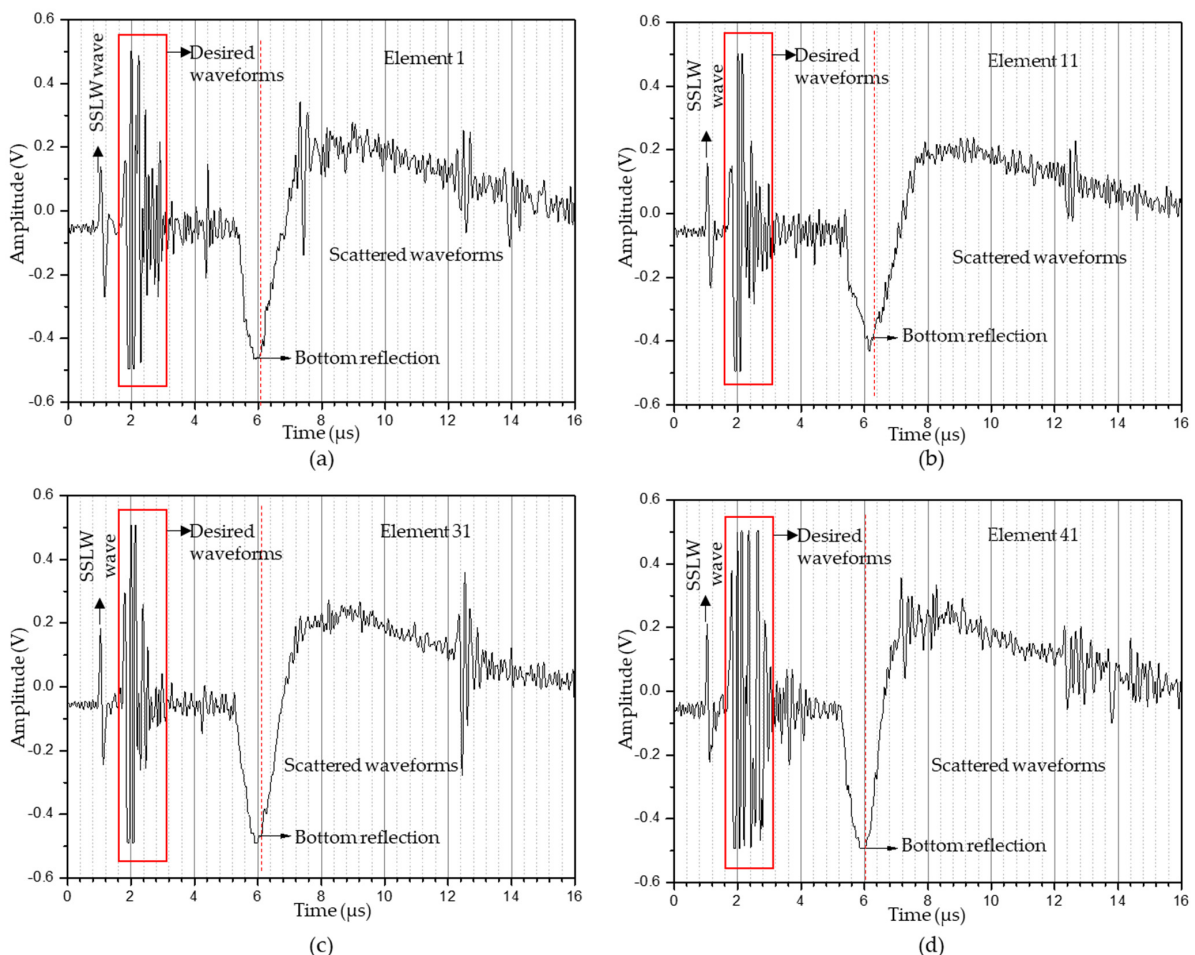 0.6
0.4
0.2
0.0
-0.2
-0.4
-0.6
Amplitude (V)
SSLW wave
Desired
waveforms
Element 1
Scattered waveforms
Bottom reflection
0 2 4 6 8 10 12 14 16
Time (μs)
(a)
0.6
0.4
0.2
0.0
-0.2
-0.4
-0.6
Amplitude (V)
SSLW
wave
Desired
waveforms
Element 11
Scattered waveforms
Bottom reflection
0 2 4 6 8 10 12 14 16
Time (μs)
(b)
0.6
0.4
0.2
0.0
-0.2
-0.4
-0.6
Amplitude (V)
SSLW
wave
Desired
waveforms
Element 31
Scattered waveforms
Bottom reflection
0 2 4 6 8 10 12 14 16
Time (μs)
(c)
0.6
0.4
0.2
0.0
-0.2
-0.4
-0.6
Amplitude (V)
SSLW
wave
Desired
waveforms
Element 41
Scattered waveforms
Bottom reflection
0 2 4 6 8 10 12 14 16
Time (μs)
(d)